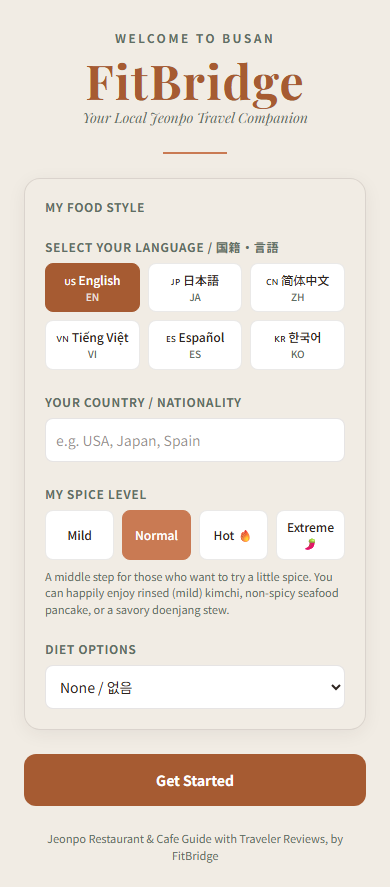 WELCOME TO BUSAN
FitBridge
Your Local Jeonpo Travel Companion
MY FOOD STYLE
SELECT YOUR LANGUAGE / 国籍・言語
US English
EN
JP 日本語
JA
CN 简体中文
ZH
VN Tiếng Việt
VI
ES Español
ES
KR 한국어
KO
YOUR COUNTRY / NATIONALITY
e.g. USA, Japan, Spain
MY SPICE LEVEL
Mild
Normal
Hot 🔥
Extreme
🌶️
A middle step for those who want to try a little spice. You
can happily enjoy rinsed (mild) kimchi, non-spicy seafood
pancake, or a savory doenjang stew.
DIET OPTIONS
None / 없음
Get Started
Jeonpo Restaurant & Cafe Guide with Traveler Reviews, by
FitBridge